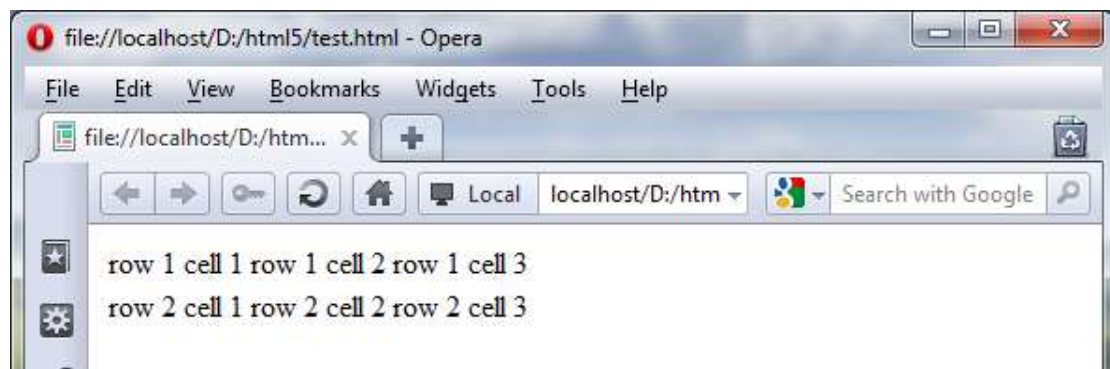 file://localhost/D:/html5/test.html - Opera
File Edit View Bookmarks Widgets Tools Help
file://localhost/D:/htm...
Local localhost/D:/htm Search with Google
row 1 cell 1 row 1 cell 2 row 1 cell 3
row 2 cell 1 row 2 cell 2 row 2 cell 3